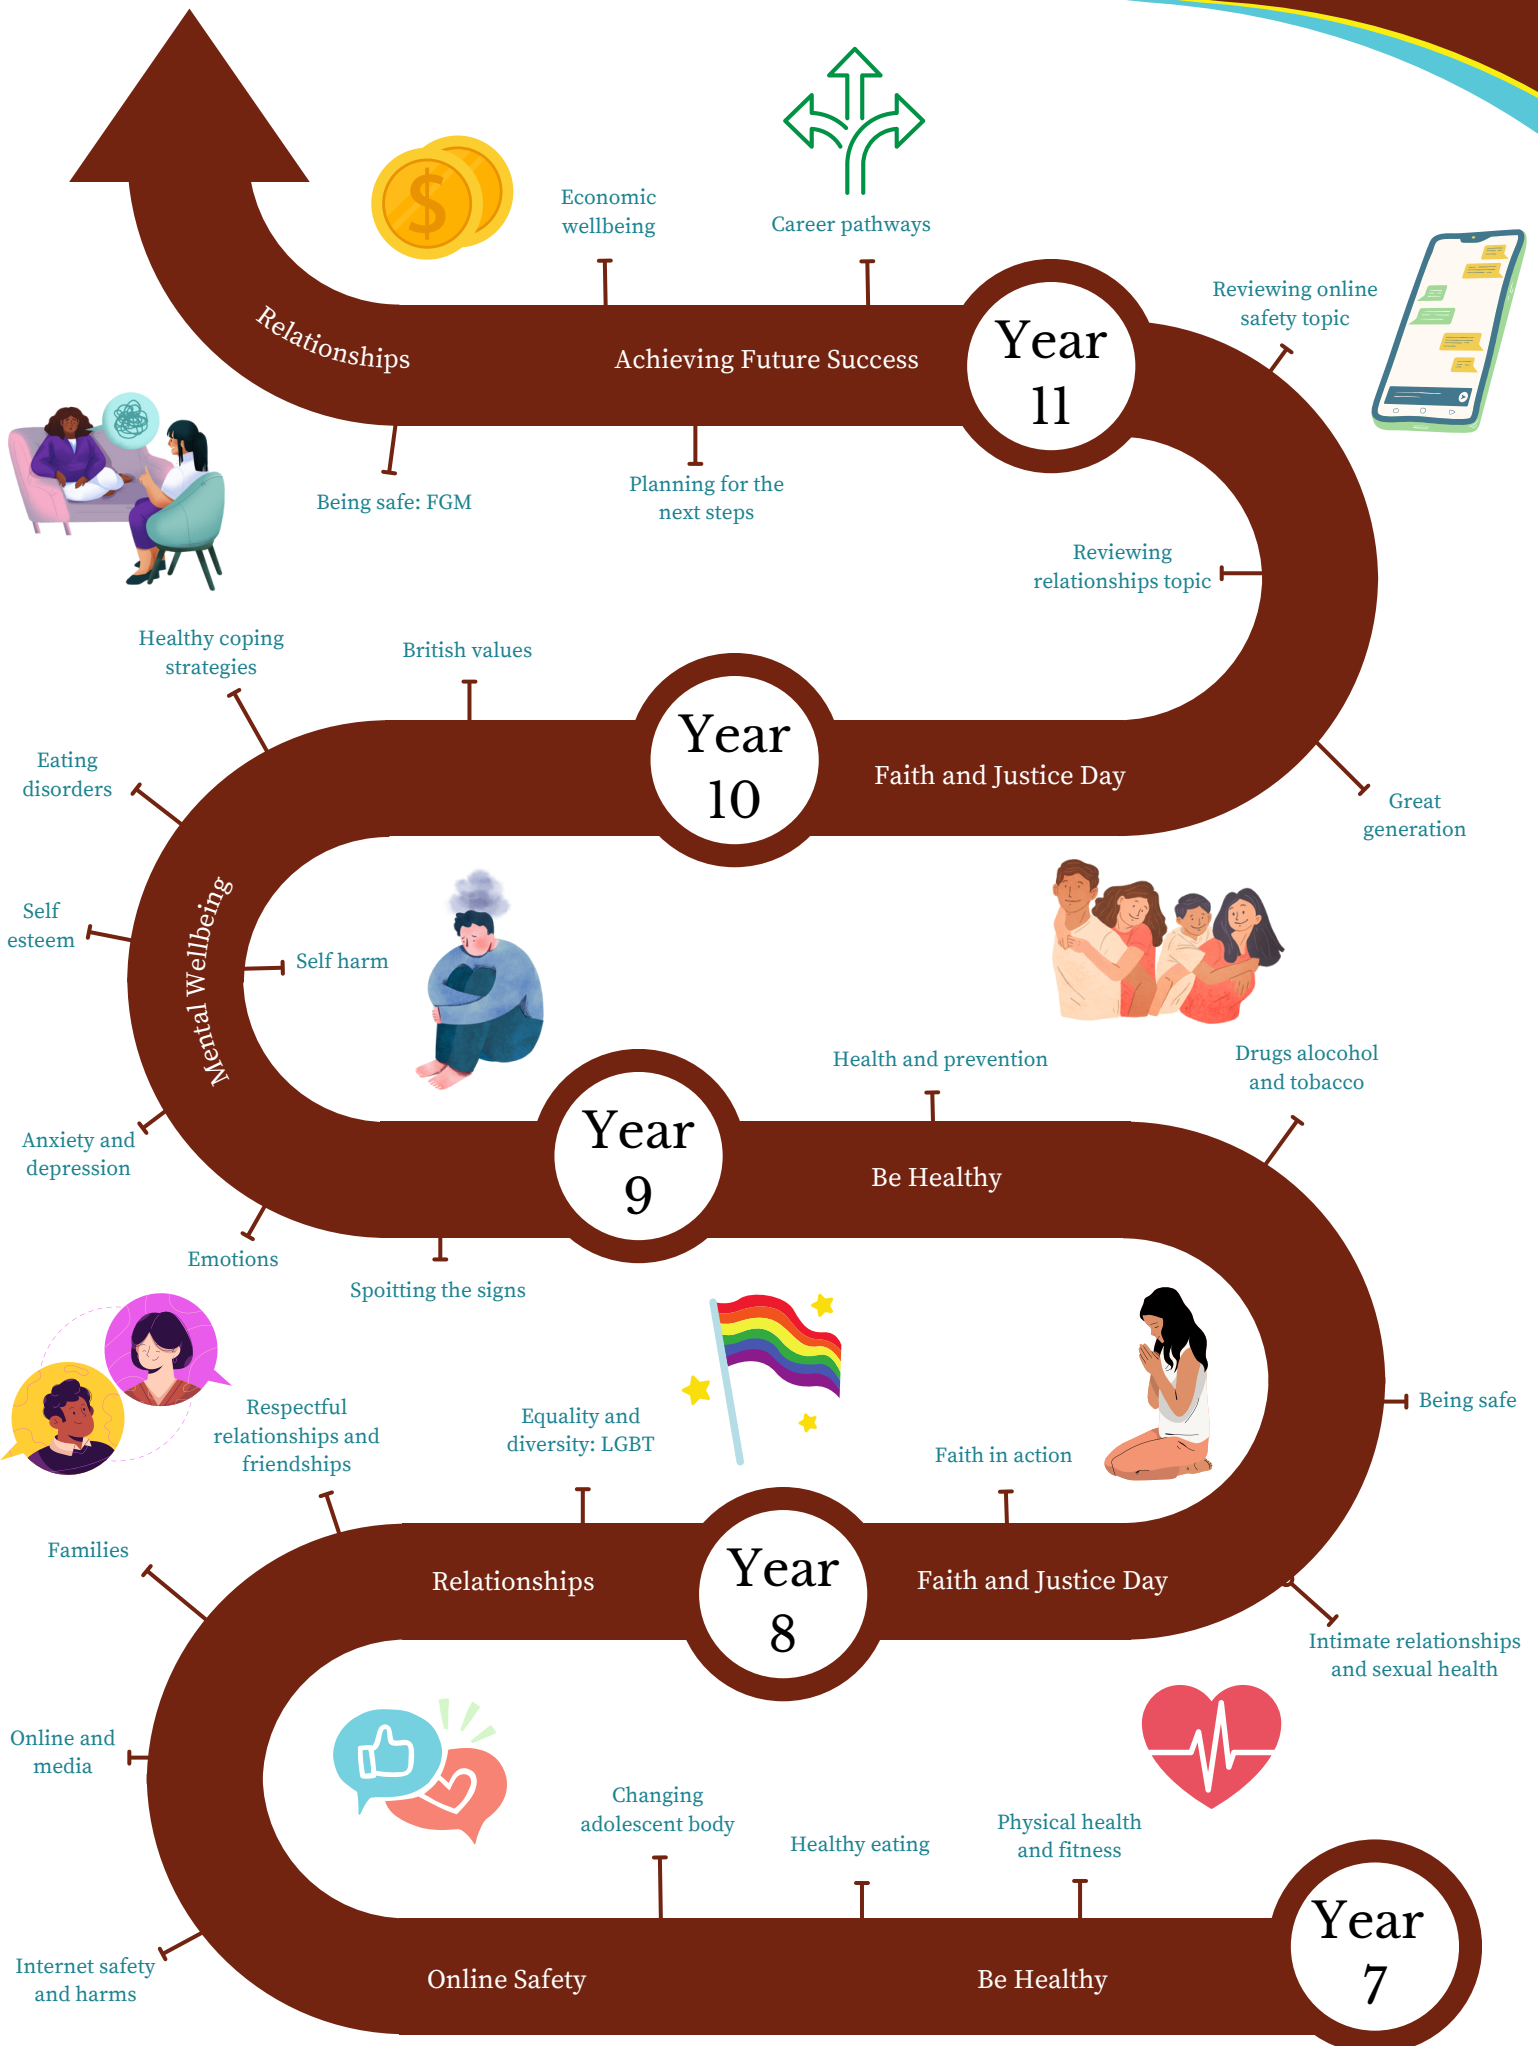 Economic
wellbeing
Career pathways
Reviewing online
safety topic
Relationships
Achieving Future Success
Year
11
Being safe: FGM
Planning for the
next steps
Reviewing
relationships topic
Healthy coping
strategies
British values
Year
10
Faith and Justice Day
Eating
disorders
Great
generation
Self
esteem
Mental Wellbeing
Self harm
Health and prevention
Drugs alocohol
and tobacco
Anxiety and
depression
Year
9
Be Healthy
Emotions
Spoitting the signs
Being safe
Respectful
relationships and
friendships
Equality and
diversity: LGBT
Faith in action
Families
Relationships
Year
8
Faith and Justice Day
Intimate relationships
and sexual health
Online and
media
Changing
adolescent body
Healthy eating
Physical health
and fitness
Internet safety
and harms
Online Safety
Be Healthy
Year
7